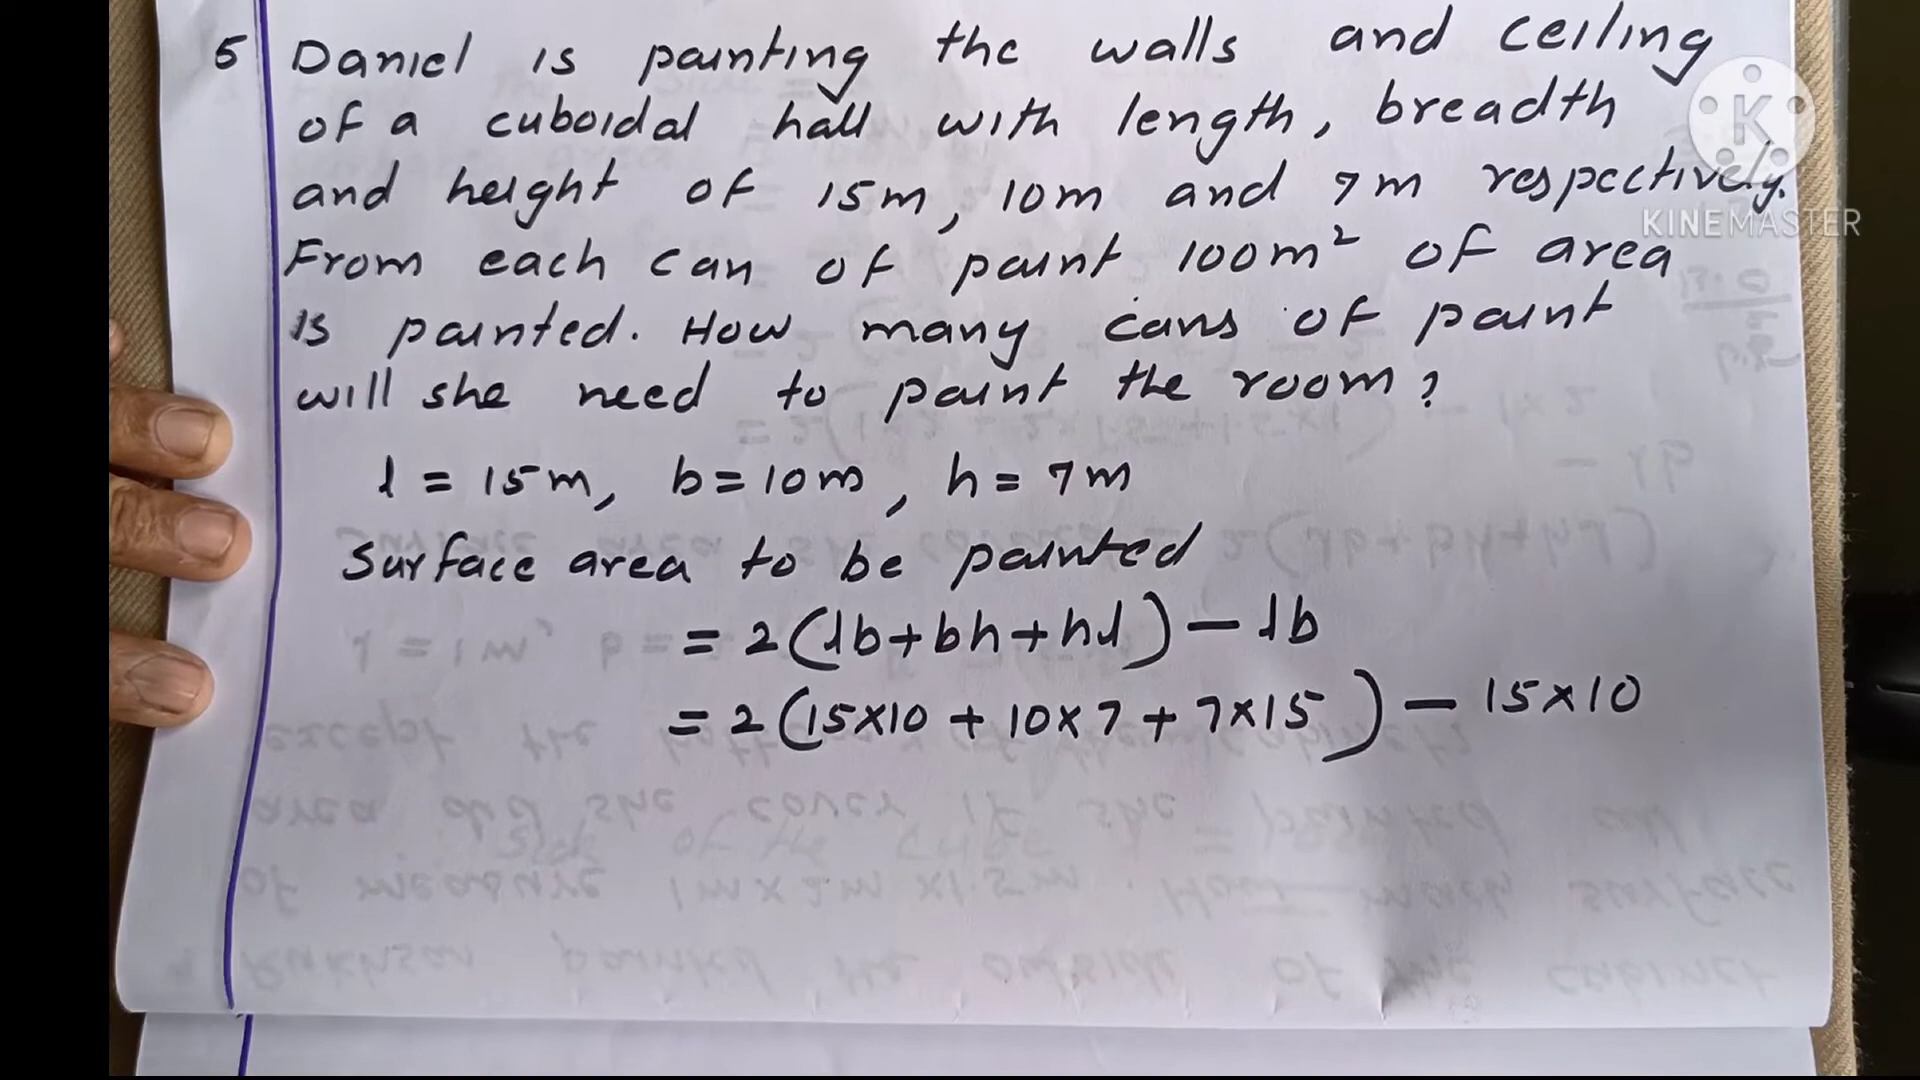 5 Daniel is painting the walls and ceiling
of a cuboidal hall with length, breadth
and height of 15m, 10m and 7m respectively.
KINEMASTER
From each can of paint 100m² of area
is painted. How many cans of paint
will she need to paint the room?
l = 15m, b = 10m, h = 7m
Surface area to be painted
= 2(lb+bh+hl) - lb
= 2(15×10 + 10×7 + 7×15) - 15×10